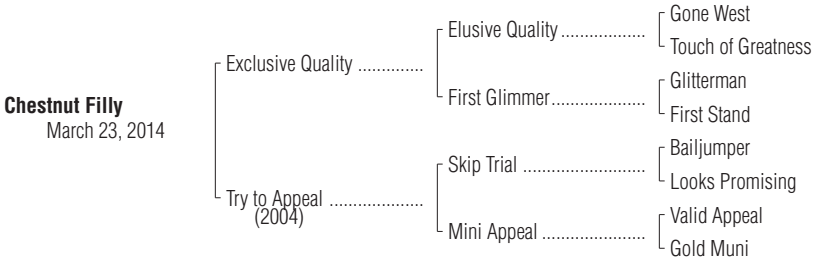 Gone West
Elusive Quality ...................
Touch of Greatness
Exclusive Quality ..............
Glitterman
First Glimmer....................
First Stand
Chestnut Filly
March 23, 2014
Bailjumper
Skip Trial ..........................
Looks Promising
Try to Appeal ....................
(2004)
Valid Appeal
Mini Appeal ......................
Gold Muni